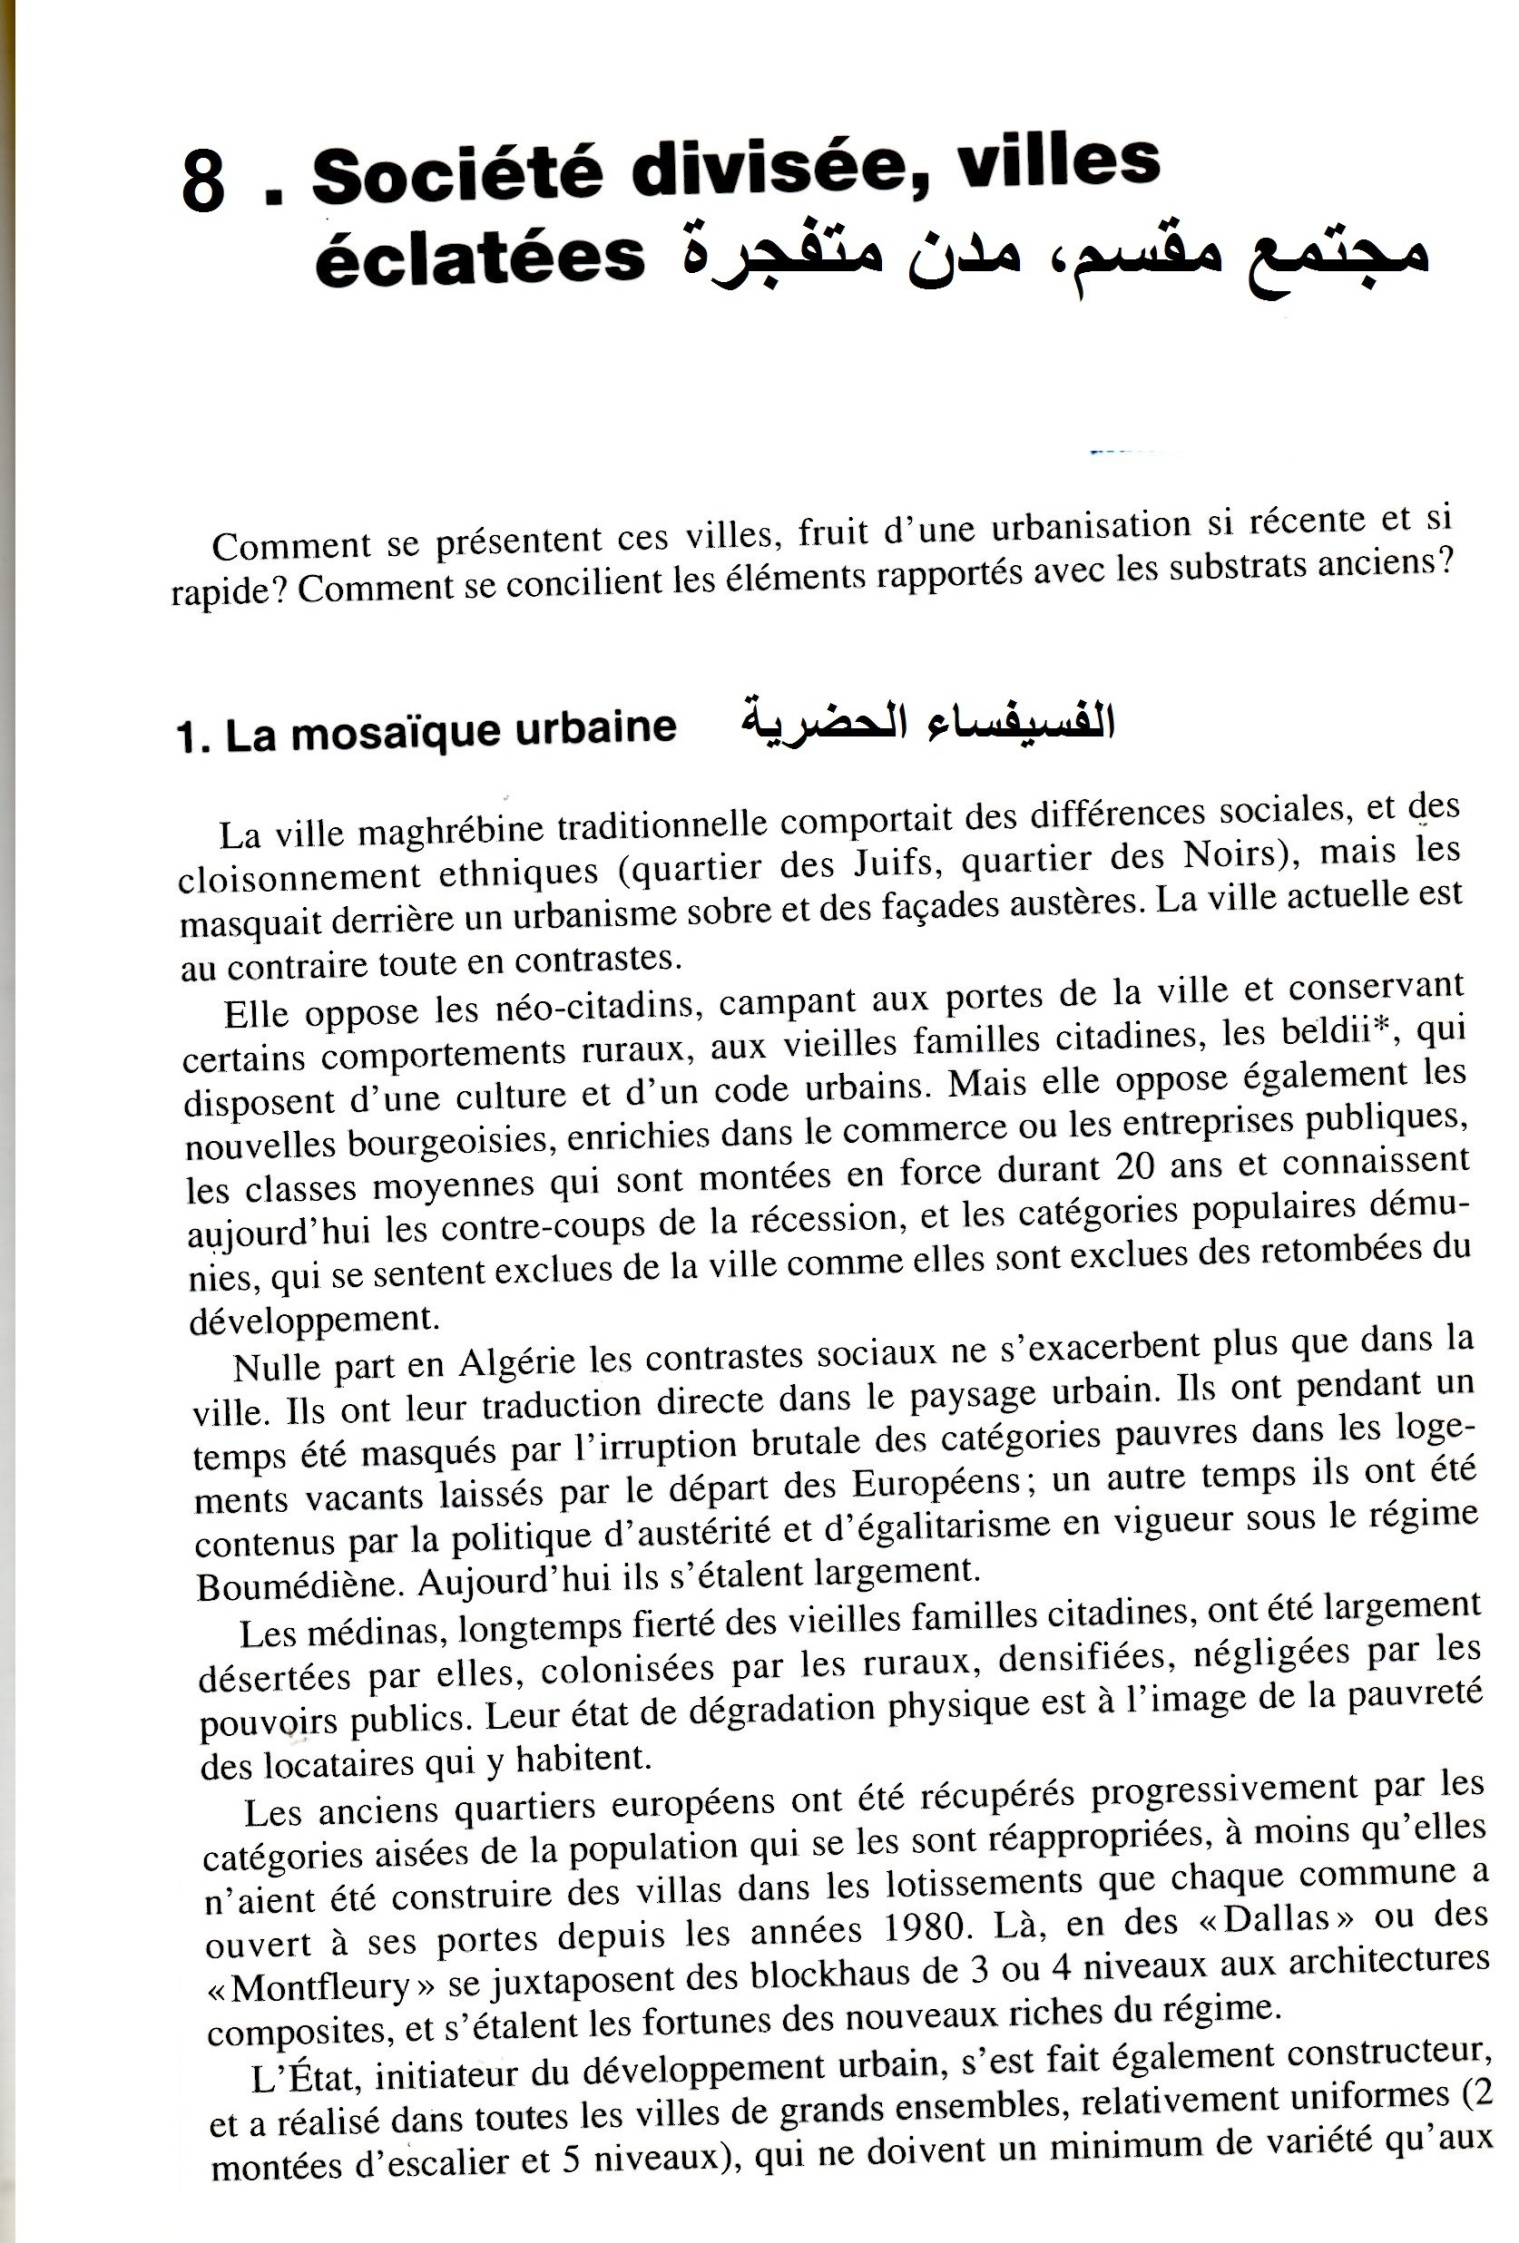 8 . Société divisée, villes
éclatées مجتمع مقسم، مدن متفجرة
Comment se présentent ces villes, fruit d'une urbanisation si récente et si
rapide? Comment se concilient les éléments rapportés avec les substrats anciens?
1. La mosaïque urbaine الفسيفساء الحضرية
La ville maghrébine traditionnelle comportait des différences sociales, et des
cloisonnement ethniques (quartier des Juifs, quartier des Noirs), mais les
masquait derrière un urbanisme sobre et des façades austères. La ville actuelle est
au contraire toute en contrastes.
Elle oppose les néo-citadins, campant aux portes de la ville et conservant
certains comportements ruraux, aux vieilles familles citadines, les beldii*, qui
disposent d'une culture et d'un code urbains. Mais elle oppose également les
nouvelles bourgeoisies, enrichies dans le commerce ou les entreprises publiques,
les classes moyennes qui sont montées en force durant 20 ans et connaissent
aujourd'hui les contre-coups de la récession, et les catégories populaires dému-
nies, qui se sentent exclues de la ville comme elles sont exclues des retombées du
développement.
Nulle part en Algérie les contrastes sociaux ne s'exacerbent plus que dans la
ville. Ils ont leur traduction directe dans le paysage urbain. Ils ont pendant un
temps été masqués par l'irruption brutale des catégories pauvres dans les loge-
ments vacants laissés par le départ des Européens; un autre temps ils ont été
contenus par la politique d'austérité et d'égalitarisme en vigueur sous le régime
Boumédiène. Aujourd'hui ils s'étalent largement.
Les médinas, longtemps fierté des vieilles familles citadines, ont été largement
désertées par elles, colonisées par les ruraux, densifiées, négligées par les
pouvoirs publics. Leur état de dégradation physique est à l'image de la pauvreté
des locataires qui y habitent.
Les anciens quartiers européens ont été récupérés progressivement par les
catégories aisées de la population qui se les sont réappropriées, à moins qu'elles
n'aient été construire des villas dans les lotissements que chaque commune a
ouvert à ses portes depuis les années 1980. Là, en des «Dallas» ou des
«Montfleury» se juxtaposent des blockhaus de 3 ou 4 niveaux aux architectures
composites, et s'étalent les fortunes des nouveaux riches du régime.
L'État, initiateur du développement urbain, s'est fait également constructeur,
et a réalisé dans toutes les villes de grands ensembles, relativement uniformes (2
montées d'escalier et 5 niveaux), qui ne doivent un minimum de variété qu'aux